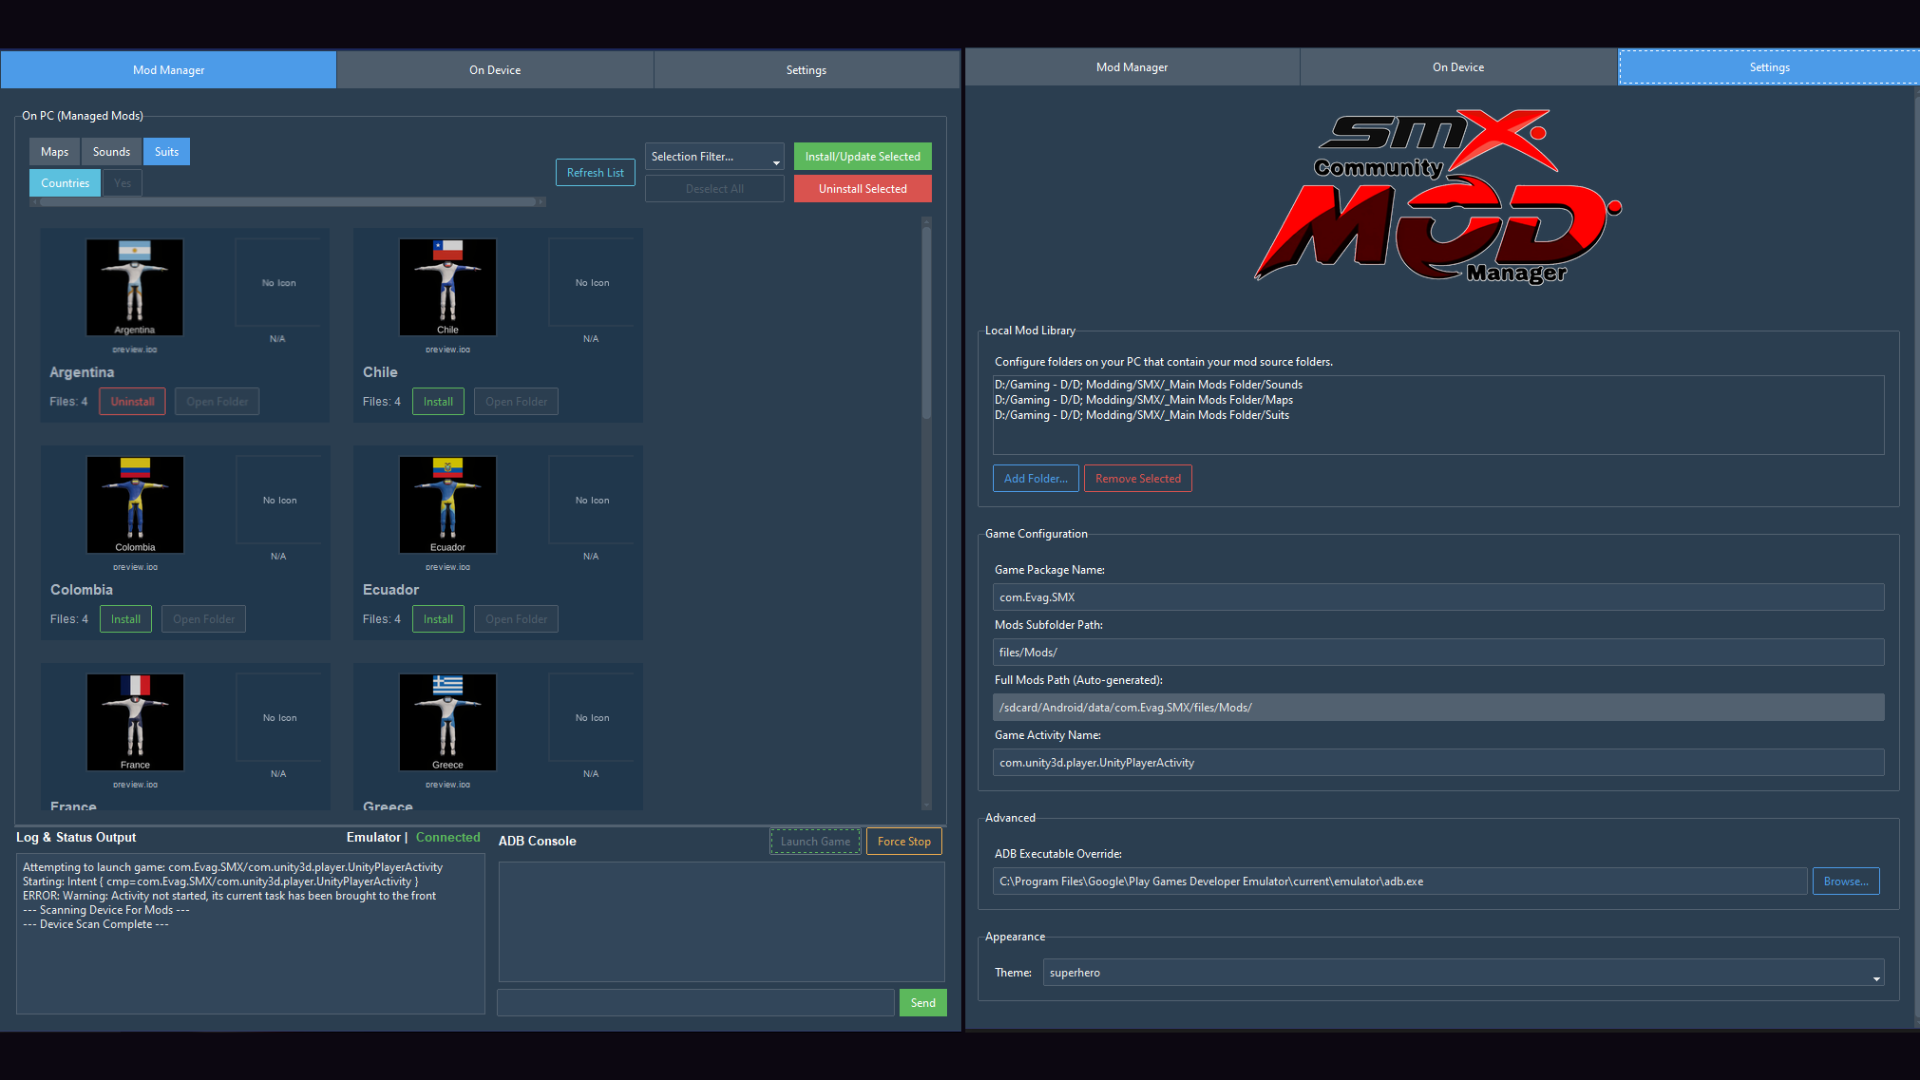 Mod Manager
On Device
Settings
On PC (Managed Mods)
Maps
Sounds
Suits
Countries
Yes
Refresh List
Selection Filter...
Deselect All
Install/Update Selected
Uninstall Selected
Argentina
preview.jpg
No Icon
N/A
Argentina
Files: 4
Uninstall
Open Folder
Chile
preview.jpg
No Icon
N/A
Chile
Files: 4
Install
Open Folder
Colombia
preview.jpg
No Icon
N/A
Colombia
Files: 4
Install
Open Folder
Ecuador
preview.jpg
No Icon
N/A
Ecuador
Files: 4
Install
Open Folder
France
preview.jpg
No Icon
N/A
France
Greece
preview.jpg
No Icon
N/A
Greece
Log & Status Output
Emulator | Connected
Attempting to launch game: com.Evag.SMX/com.unity3d.player.UnityPlayerActivity
Starting: Intent { cmp=com.Evag.SMX/com.unity3d.player.UnityPlayerActivity }
ERROR: Warning: Activity not started, its current task has been brought to the front
--- Scanning Device For Mods ---
--- Device Scan Complete ---
ADB Console
Launch Game
Force Stop
Send
Mod Manager
On Device
Settings
SMX
Community
MOD
Manager
Local Mod Library
Configure folders on your PC that contain your mod source folders.
D:/Gaming - D/D; Modding/SMX/_Main Mods Folder/Sounds
D:/Gaming - D/D; Modding/SMX/_Main Mods Folder/Maps
D:/Gaming - D/D; Modding/SMX/_Main Mods Folder/Suits
Add Folder...
Remove Selected
Game Configuration
Game Package Name:
com.Evag.SMX
Mods Subfolder Path:
files/Mods/
Full Mods Path (Auto-generated):
/sdcard/Android/data/com.Evag.SMX/files/Mods/
Game Activity Name:
com.unity3d.player.UnityPlayerActivity
Advanced
ADB Executable Override:
C:\Program Files\Google\Play Games Developer Emulator\current\emulator\adb.exe
Browse...
Appearance
Theme:
superhero